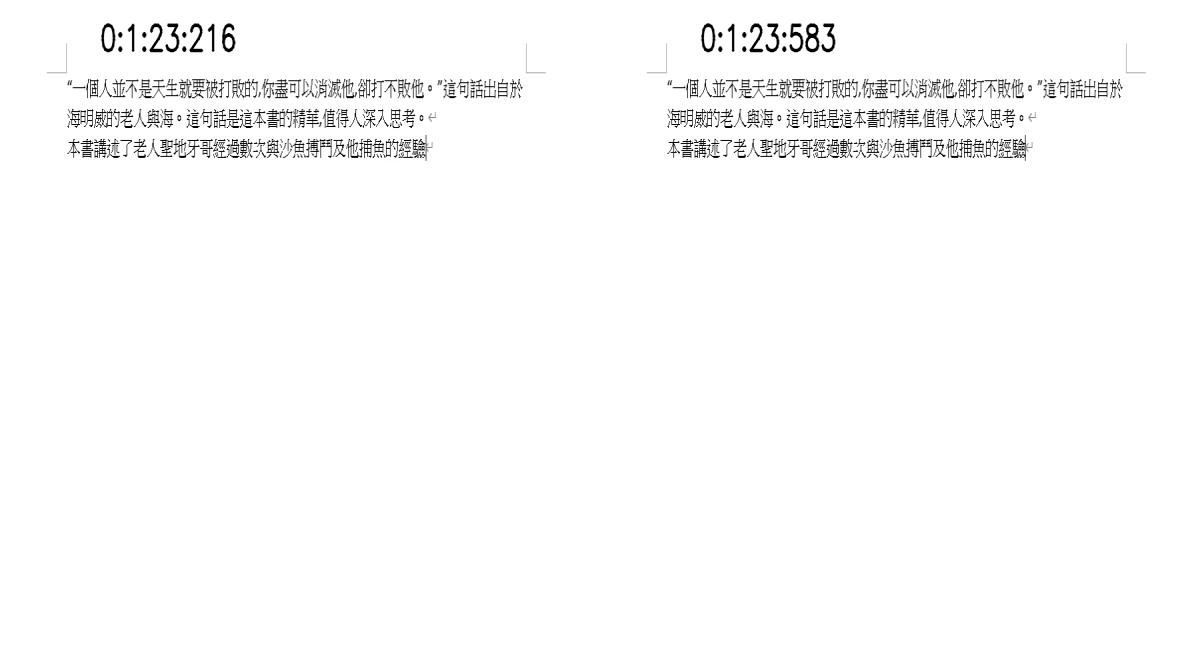 0:1:23:216
“一個人並不是天生就要被打敗的,你盡可以消滅他,卻打不敗他。”這句話出自於
海明威的老人與海。這句話是這本書的精華,值得人深入思考。
本書講述了老人聖地牙哥經過數次與沙魚搏鬥及他捕魚的經驗
0:1:23:583
“一個人並不是天生就要被打敗的,你盡可以消滅他,卻打不敗他。”這句話出自於
海明威的老人與海。這句話是這本書的精華,值得人深入思考。
本書講述了老人聖地牙哥經過數次與沙魚搏鬥及他捕魚的經驗